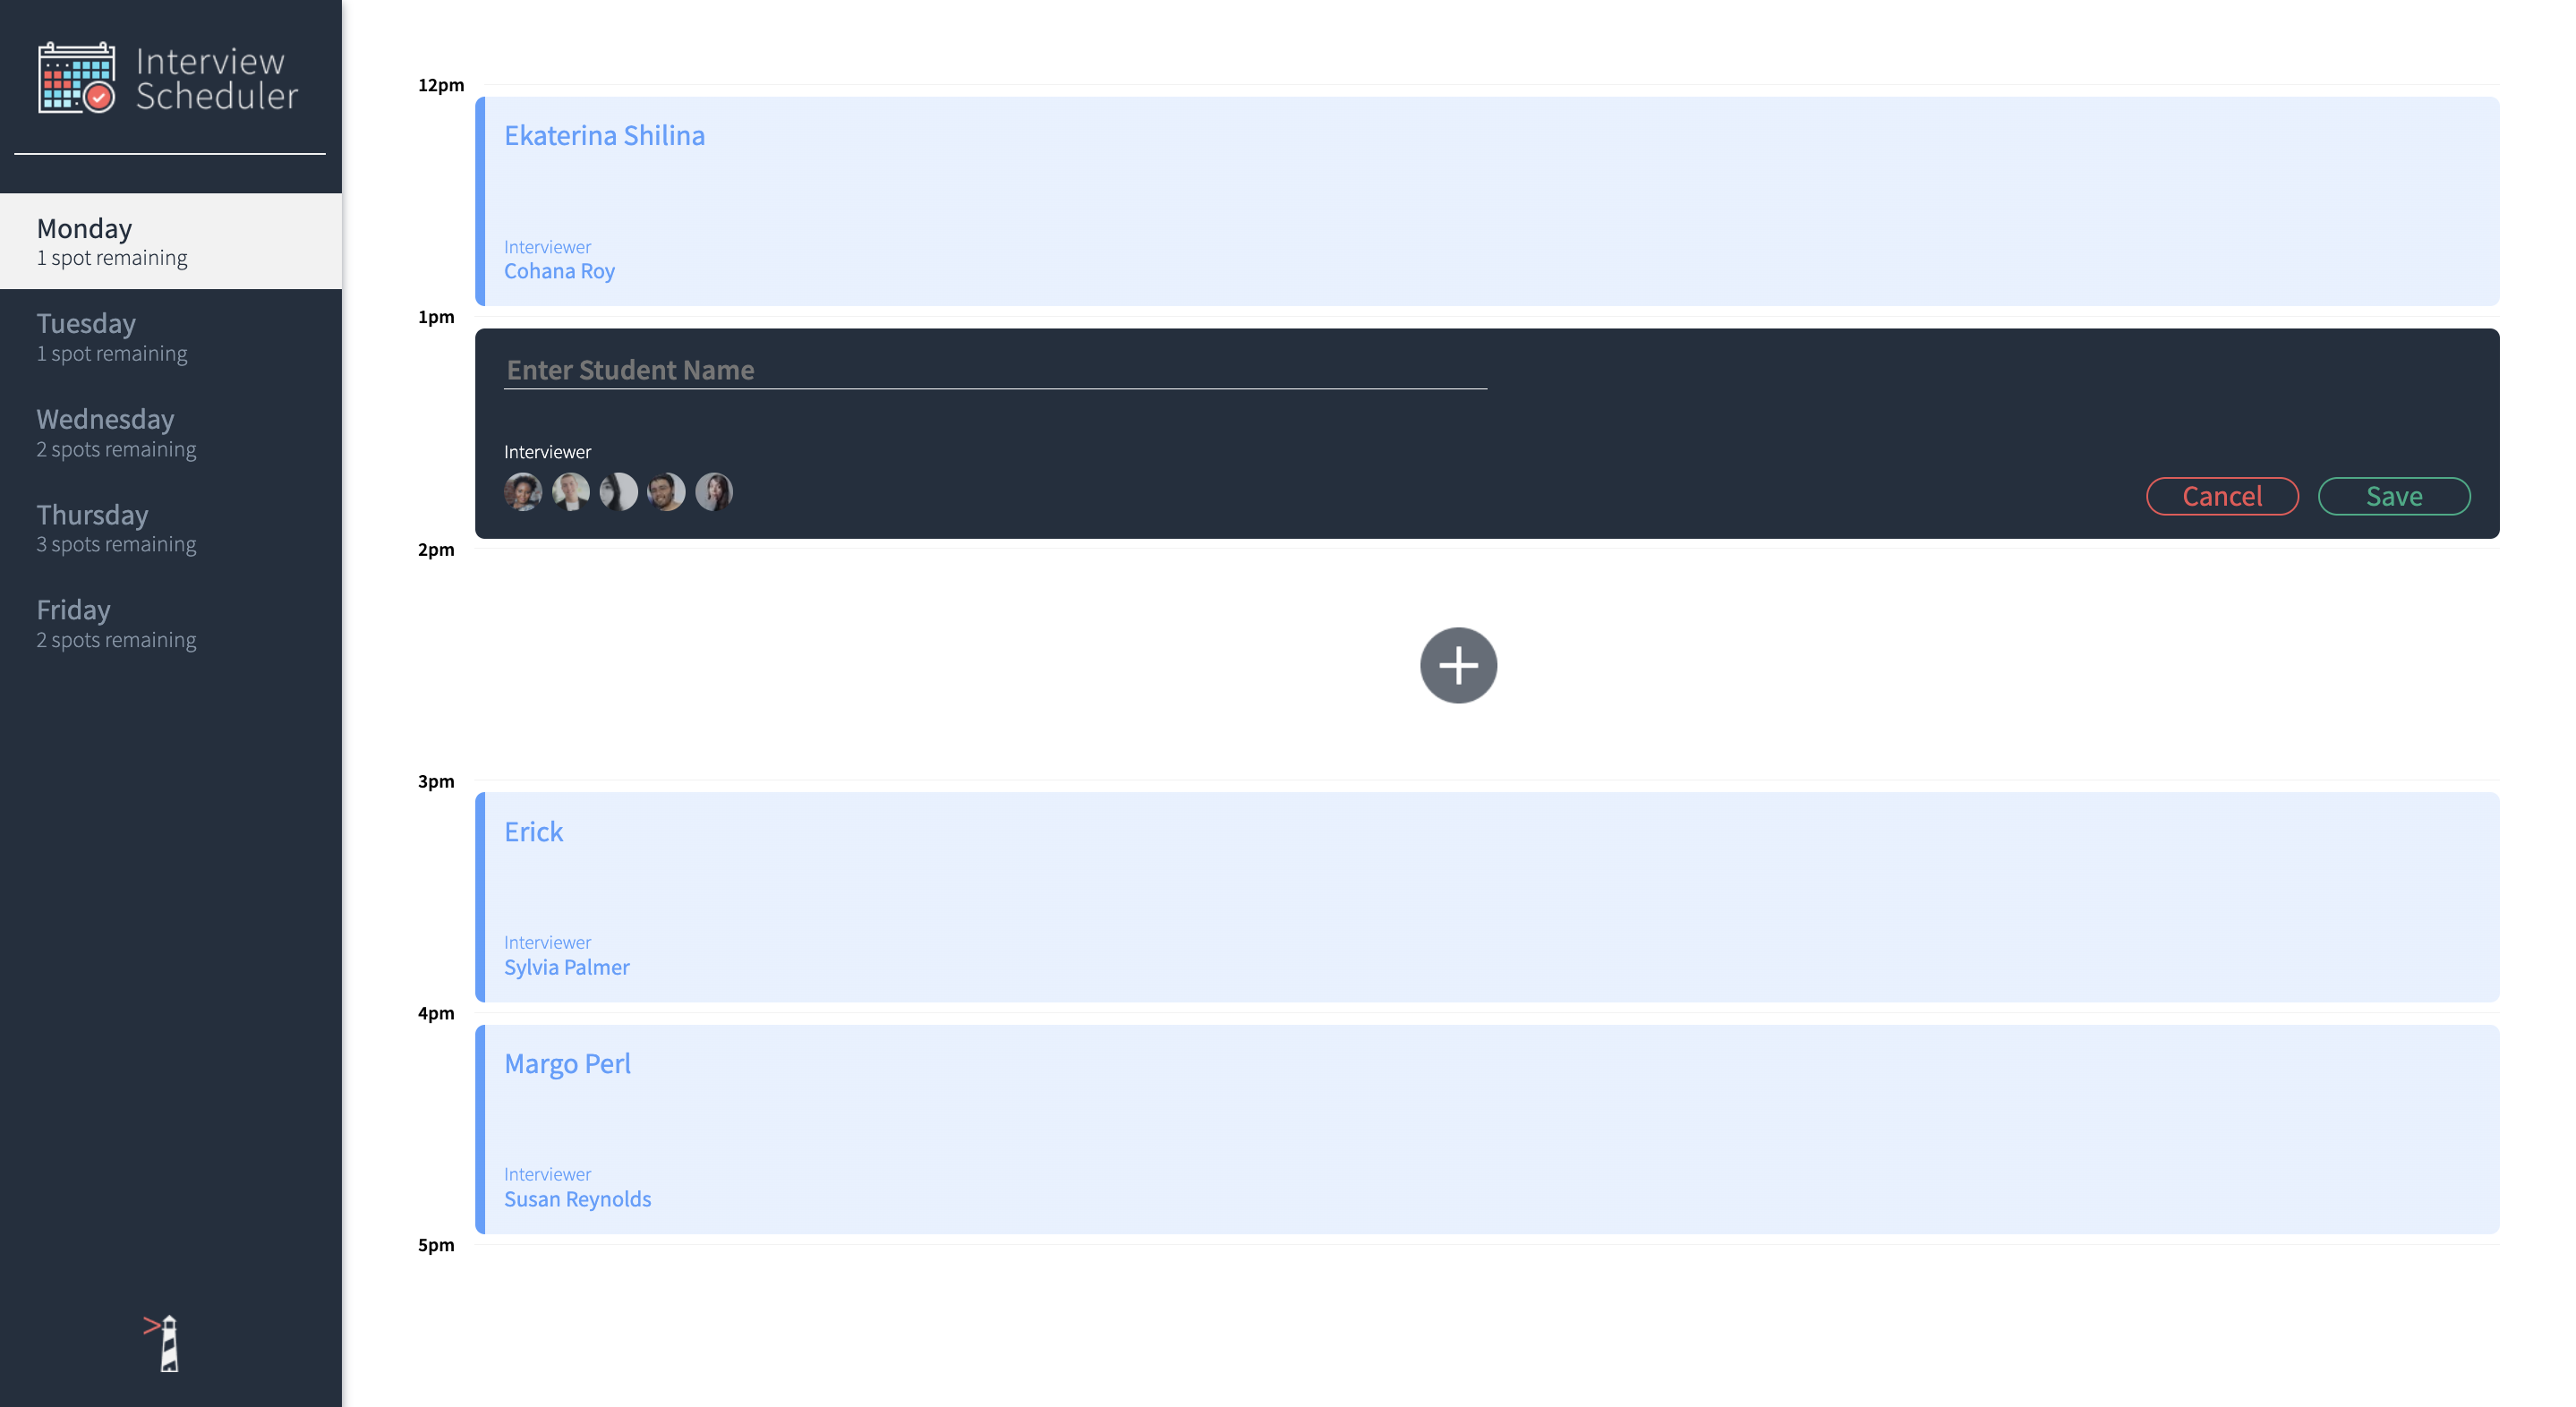 Interview
Scheduler
Monday
1 spot remaining
Tuesday
1 spot remaining
Wednesday
2 spots remaining
Thursday
3 spots remaining
Friday
2 spots remaining
12pm
Ekaterina Shilina
Interviewer
Cohana Roy
1pm
Enter Student Name
Interviewer
Cancel
Save
2pm
3pm
Erick
Interviewer
Sylvia Palmer
4pm
Margo Perl
Interviewer
Susan Reynolds
5pm